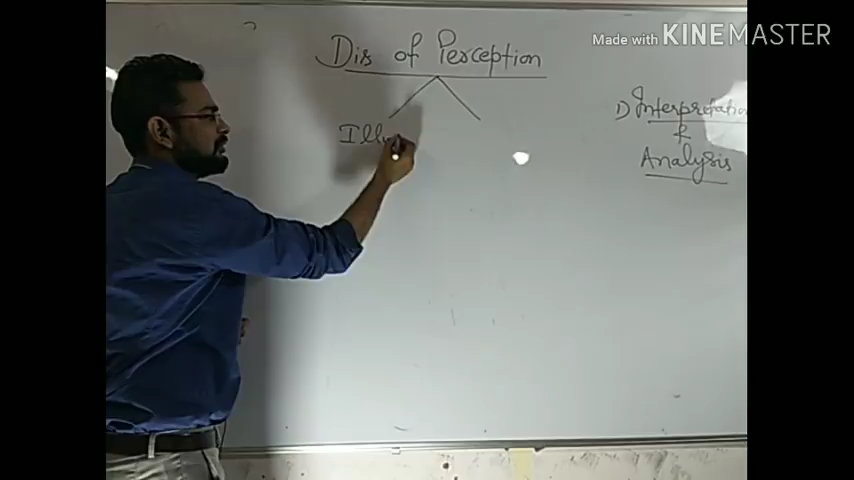 Made with KINEMASTER
Dis of Perception
1) Interpretation
&
Analysis